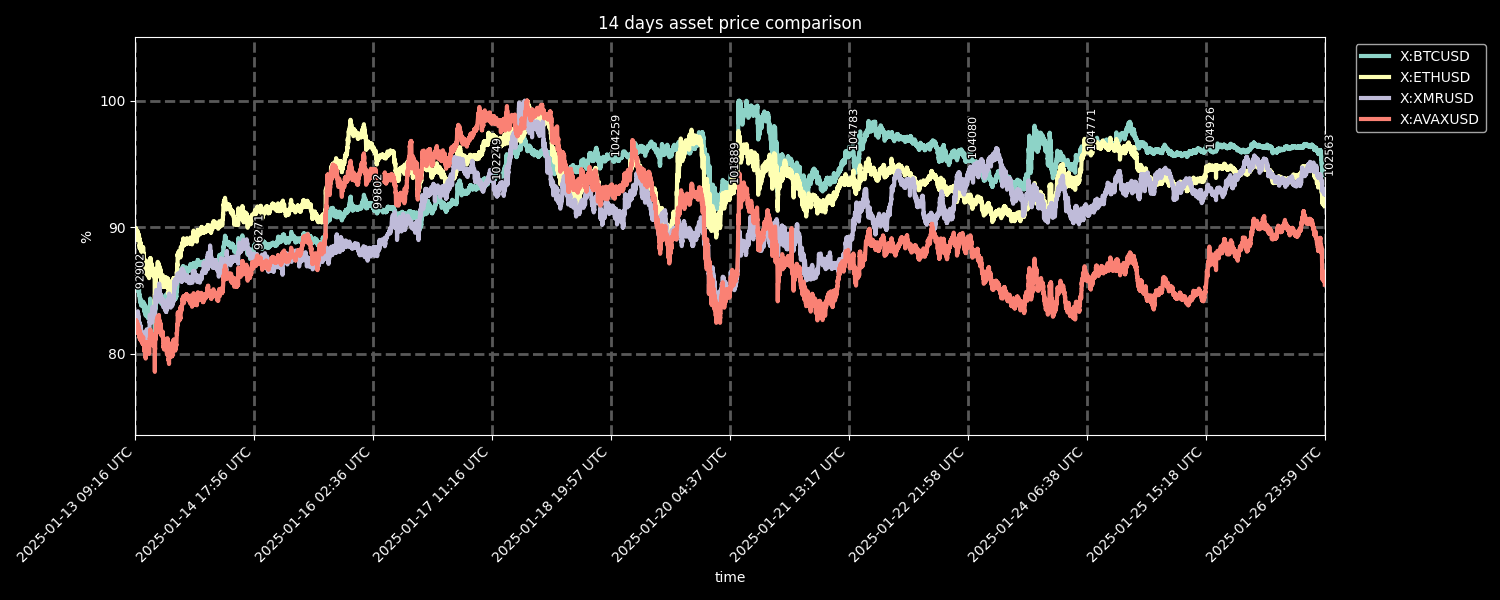 14 days asset price comparison
X:BTCUSD
X:ETHUSD
X:XMRUSD
X:AVAXUSD
100
90
80
%
92902
96271
99802
102249
104259
101889
104783
104080
104771
104926
102563
2025-01-13 09:16 UTC
2025-01-14 17:56 UTC
2025-01-16 02:36 UTC
2025-01-17 11:16 UTC
2025-01-18 19:57 UTC
2025-01-20 04:37 UTC
2025-01-21 13:17 UTC
2025-01-22 21:58 UTC
2025-01-24 06:38 UTC
2025-01-25 15:18 UTC
2025-01-26 23:59 UTC
time